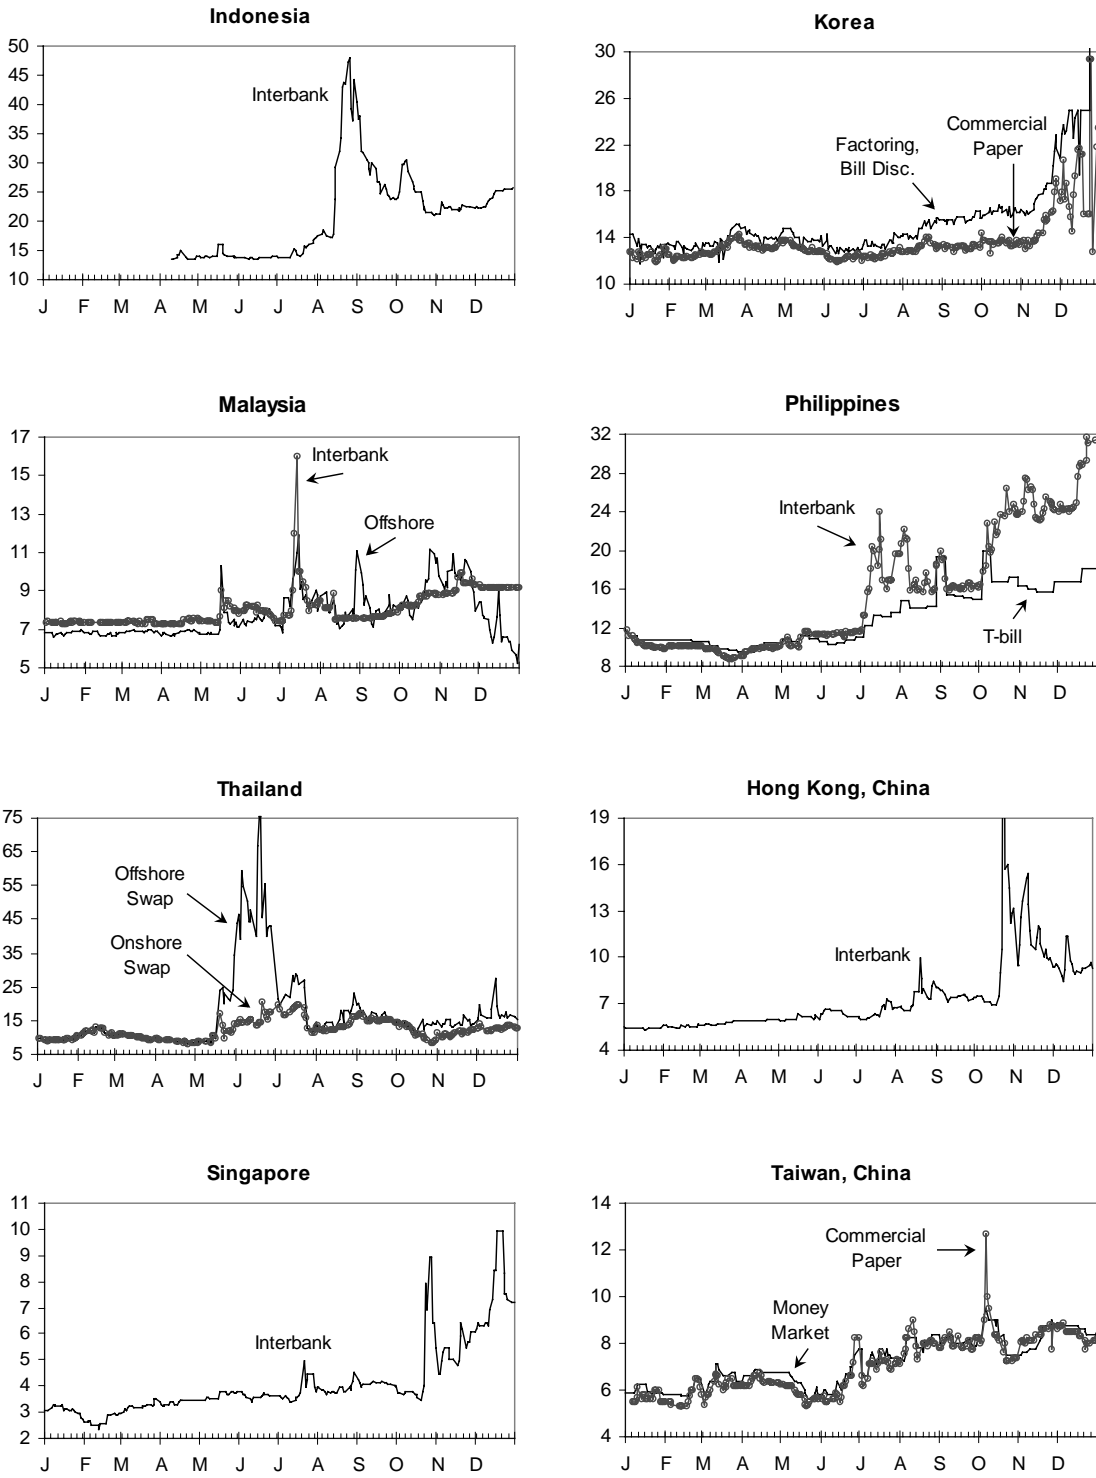 Indonesia
50
45
40
35
30
25
20
15
10
Interbank
J F M A M J J A S O N D
Korea
30
26
22
18
14
10
Factoring,
Bill Disc.
Commercial
Paper
J F M A M J J A S O N D
Malaysia
17
15
13
11
9
7
5
Interbank
Offshore
J F M A M J J A S O N D
Philippines
32
28
24
20
16
12
8
Interbank
T-bill
J F M A M J J A S O N D
Thailand
75
65
55
45
35
25
15
5
Offshore
Swap
Onshore
Swap
J F M A M J J A S O N D
Hong Kong, China
19
16
13
10
7
4
Interbank
J F M A M J J A S O N D
Singapore
11
10
9
8
7
6
5
4
3
2
Interbank
J F M A M J J A S O N D
Taiwan, China
14
12
10
8
6
4
Commercial
Paper
Money
Market
J F M A M J J A S O N D